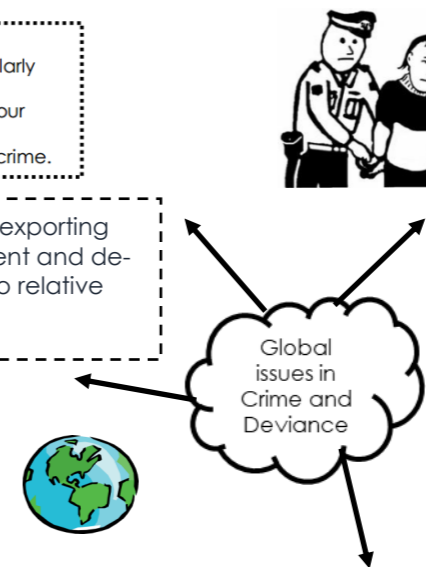 larly
our
crime.
exporting
ent and de-
o relative
Global
issues in
Crime and
Deviance